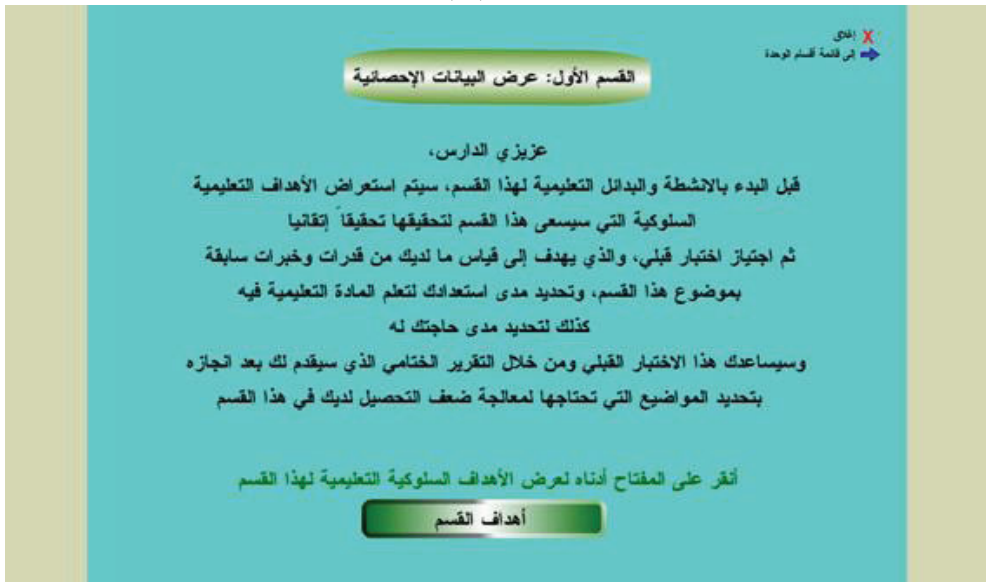 إغلاق
إلى قائمة أقسام الوحدة
القسم الأول: عرض البيانات الإحصائية
عزيزي الدارس،
قبل البدء بالانشطة والبدائل التعليمية لهذا القسم، سيتم استعراض الأهداف التعليمية
السلوكية التي سيسعى هذا القسم لتحقيقها تحقيقاً إتقانيا
ثم اجتياز اختبار قبلي، والذي يهدف إلى قياس ما لديك من قدرات وخبرات سابقة
بموضوع هذا القسم، وتحديد مدى استعدادك لتعلم المادة التعليمية فيه
كذلك لتحديد مدى حاجتك له
وسيساعدك هذا الاختبار القبلي ومن خلال التقرير الختامي الذي سيقدم لك بعد انجازه
بتحديد المواضيع التي تحتاجها لمعالجة ضعف التحصيل لديك في هذا القسم
أنقر على المفتاح أدناه لعرض الأهداف السلوكية التعليمية لهذا القسم
أهداف القسم